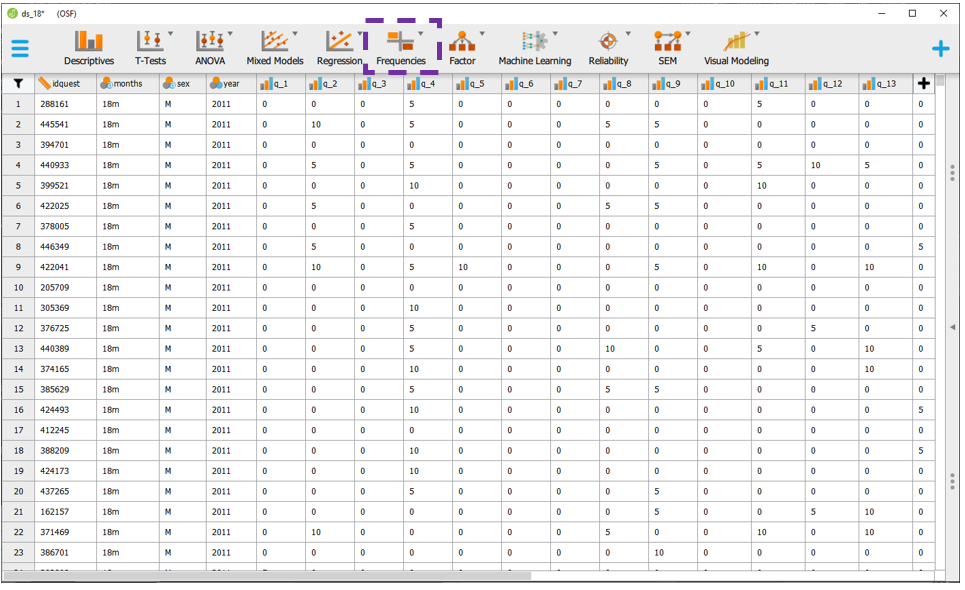 ds_18* (OSF)
Descriptives T-Tests ANOVA Mixed Models Regression Frequencies Factor Machine Learning Reliability SEM Visual Modeling
idquest months sex year q_1 q_2 q_3 q_4 q_5 q_6 q_7 q_8 q_9 q_10 q_11 q_12 q_13
1 288161 18m M 2011 0 0 0 5 0 0 0 0 0 0 5 0 0 0
2 445541 18m M 2011 0 10 0 5 0 0 0 5 5 0 0 0 0 0
3 394701 18m M 2011 0 0 0 0 0 0 0 0 0 0 0 0 0 0
4 440933 18m M 2011 0 5 0 5 0 0 0 0 5 0 5 10 5 0
5 399521 18m M 2011 0 0 0 10 0 0 0 0 0 0 10 0 0 0
6 422025 18m M 2011 0 5 0 0 0 0 0 5 5 0 0 0 0 0
7 378005 18m M 2011 0 0 0 5 0 0 0 0 0 0 0 0 0 0
8 446349 18m M 2011 0 5 0 0 0 0 0 0 0 0 0 0 0 5
9 422041 18m M 2011 0 10 0 5 10 0 0 0 5 0 10 0 10 0
10 205709 18m M 2011 0 0 0 0 0 0 0 0 0 0 0 0 0 0
11 305369 18m M 2011 0 0 0 10 0 0 0 0 0 0 0 0 0 0
12 376725 18m M 2011 0 0 0 5 0 0 0 0 0 0 0 5 0 0
13 440389 18m M 2011 0 0 0 5 0 0 0 10 0 0 5 0 10 0
14 374165 18m M 2011 0 0 0 10 0 0 0 0 0 0 0 0 10 0
15 385629 18m M 2011 0 0 0 5 0 0 0 5 5 0 0 0 0 0
16 424493 18m M 2011 0 0 0 10 0 0 0 0 0 0 0 0 0 5
17 412245 18m M 2011 0 0 0 0 0 0 0 0 0 0 0 0 0 0
18 388209 18m M 2011 0 0 0 10 0 0 0 0 0 0 0 0 0 5
19 424173 18m M 2011 0 0 0 10 0 0 0 0 0 0 0 0 0 0
20 437265 18m M 2011 0 0 0 5 0 0 0 0 5 0 0 0 0 0
21 162157 18m M 2011 0 0 0 0 0 0 0 0 5 0 0 5 10 0
22 371469 18m M 2011 0 10 0 0 0 0 0 5 0 0 10 0 10 0
23 386701 18m M 2011 0 0 0 0 0 0 0 0 10 0 0 0 0 0